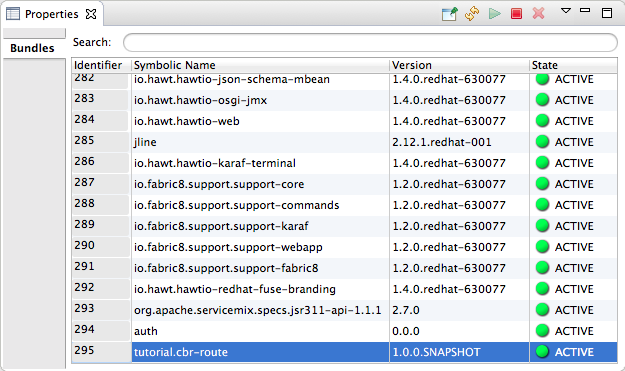 Properties
Bundles
Search:
Identifier Symbolic Name Version State
282 io.hawt.hawtio-json-schema-mbean 1.4.0.redhat-630077 ACTIVE
283 io.hawt.hawtio-osgi-jmx 1.4.0.redhat-630077 ACTIVE
284 io.hawt.hawtio-web 1.4.0.redhat-630077 ACTIVE
285 jline 2.12.1.redhat-001 ACTIVE
286 io.hawt.hawtio-karaf-terminal 1.4.0.redhat-630077 ACTIVE
287 io.fabric8.support.support-core 1.2.0.redhat-630077 ACTIVE
288 io.fabric8.support.support-commands 1.2.0.redhat-630077 ACTIVE
289 io.fabric8.support.support-karaf 1.2.0.redhat-630077 ACTIVE
290 io.fabric8.support.support-webapp 1.2.0.redhat-630077 ACTIVE
291 io.fabric8.support.support-fabric8 1.2.0.redhat-630077 ACTIVE
292 io.hawt.hawtio-redhat-fuse-branding 1.4.0.redhat-630077 ACTIVE
293 org.apache.servicemix.specs.jsr311-api-1.1.1 2.7.0 ACTIVE
294 auth 0.0.0 ACTIVE
295 tutorial.cbr-route 1.0.0.SNAPSHOT ACTIVE